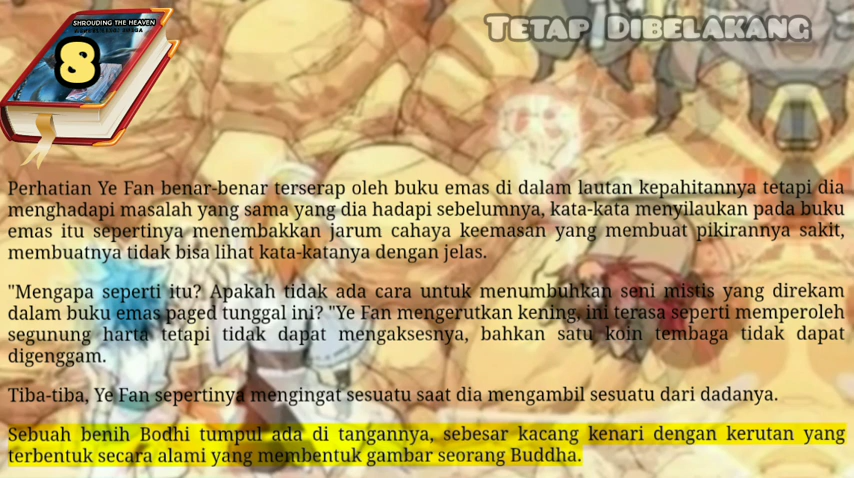 SHROUDING THE HEAVEN
8
TETAP DIBELAKANG
Perhatian Ye Fan benar-benar terserap oleh buku emas di dalam lautan kepahitannya tetapi dia
menghadapi masalah yang sama yang dia hadapi sebelumnya, kata-kata menyilaukan pada buku
emas itu sepertinya menembakkan jarum cahaya keemasan yang membuat pikirannya sakit,
membuatnya tidak bisa lihat kata-katanya dengan jelas.
"Mengapa seperti itu? Apakah tidak ada cara untuk menumbuhkan seni mistis yang direkam
dalam buku emas paged tunggal ini? "Ye Fan mengerutkan kening, ini terasa seperti memperoleh
segunung harta tetapi tidak dapat mengaksesnya, bahkan satu koin tembaga tidak dapat
digenggam.
Tiba-tiba, Ye Fan sepertinya mengingat sesuatu saat dia mengambil sesuatu dari dadanya.
Sebuah benih Bodhi tumpul ada di tangannya, sebesar kacang kenari dengan kerutan yang
terbentuk secara alami yang membentuk gambar seorang Buddha.